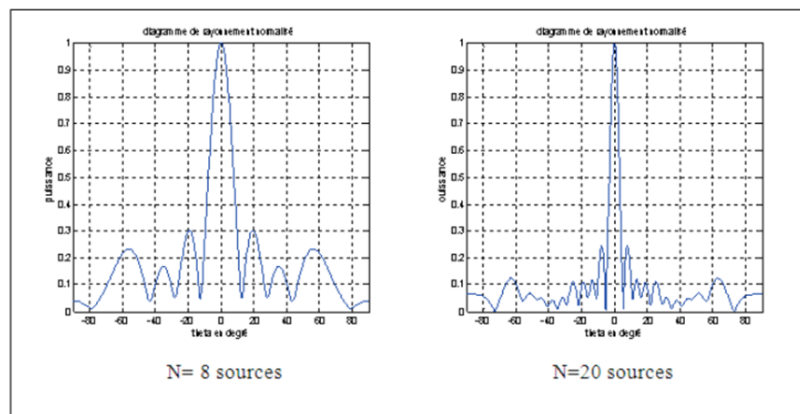 diagramme de rayonnement normalisé
diagramme de rayonnement normalisé
1
0.9
0.8
0.7
0.6
0.5
0.4
0.3
0.2
0.1
0
puissance
-80 -60 -40 -20 0 20 40 60 80
theta en degré
1
0.9
0.8
0.7
0.6
0.5
0.4
0.3
0.2
0.1
0
puissance
-80 -60 -40 -20 0 20 40 60 80
theta en degré
N= 8 sources
N=20 sources